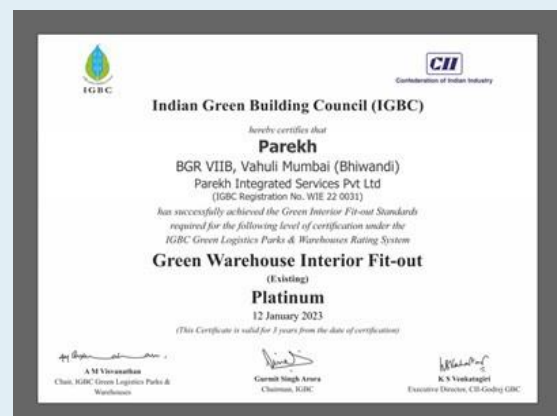 IGBC
CII
Confederation of Indian Industry
Indian Green Building Council (IGBC)
hereby certifies that
Parekh
BGR VIIB, Vahuli Mumbai (Bhiwandi)
Parekh Integrated Services Pvt Ltd
(IGBC Registration No. WIE 22 0031)
has successfully achieved the Green Interior Fit-out Standards
required for the following level of certification under the
IGBC Green Logistics Parks & Warehouses Rating System
Green Warehouse Interior Fit-out
(Existing)
Platinum
12 January 2023
(This Certificate is valid for 3 years from the date of certification)
A M Visvanathan
Chair, IGBC Green Logistics Parks &
Warehouses
Gurmit Singh Arora
Chairman, IGBC
K S Venkatagiri
Executive Director, CII-Godrej GBC